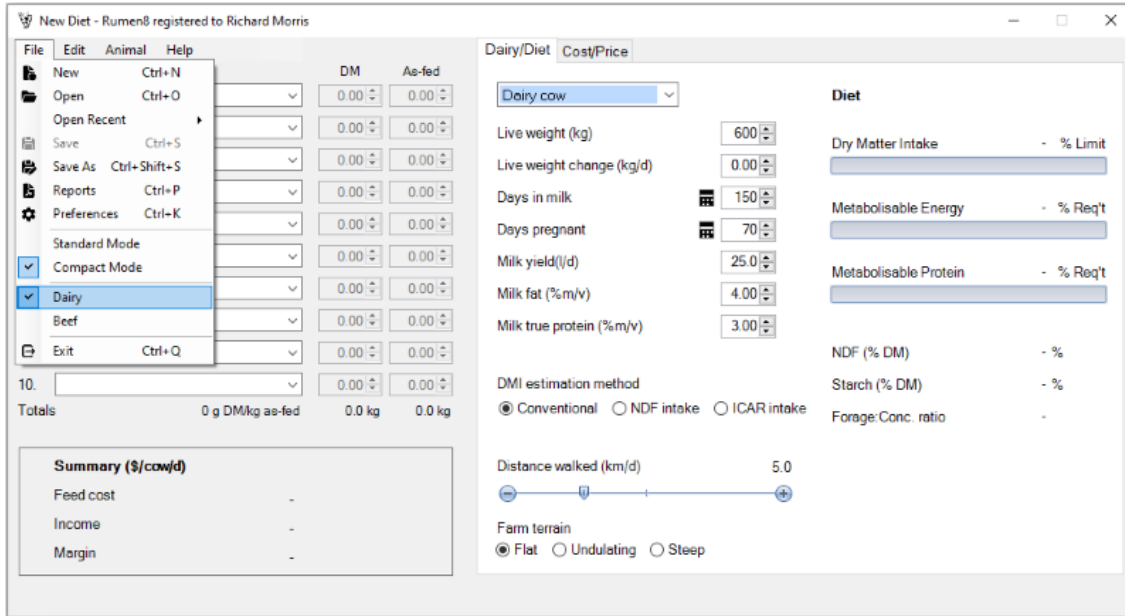 New Diet - Rumen8 registered to Richard Morris
File Edit Animal Help
New Ctrl+N
Open Ctrl+O
Open Recent
Save Ctrl+S
Save As Ctrl+Shift+S
Reports Ctrl+P
Preferences Ctrl+K
Standard Mode
Compact Mode
Dairy
Beef
Exit Ctrl+Q
DM As-fed
0.00 0.00
0.00 0.00
0.00 0.00
0.00 0.00
0.00 0.00
0.00 0.00
0.00 0.00
0.00 0.00
0.00 0.00
10. 0.00 0.00
Totals 0 g DM/kg as-fed 0.0 kg 0.0 kg
Summary ($/cow/d)
Feed cost -
Income -
Margin -
Dairy/Diet Cost/Price
Dairy cow
Live weight (kg) 600
Live weight change (kg/d) 0.00
Days in milk 150
Days pregnant 70
Milk yield(l/d) 25.0
Milk fat (%m/v) 4.00
Milk true protein (%m/v) 3.00
DMI estimation method
Conventional NDF intake ICAR intake
Distance walked (km/d) 5.0
Farm terrain
Flat Undulating Steep
Diet
Dry Matter Intake - % Limit
Metabolisable Energy - % Req't
Metabolisable Protein - % Req't
NDF (% DM) - %
Starch (% DM) - %
Forage:Conc. ratio -